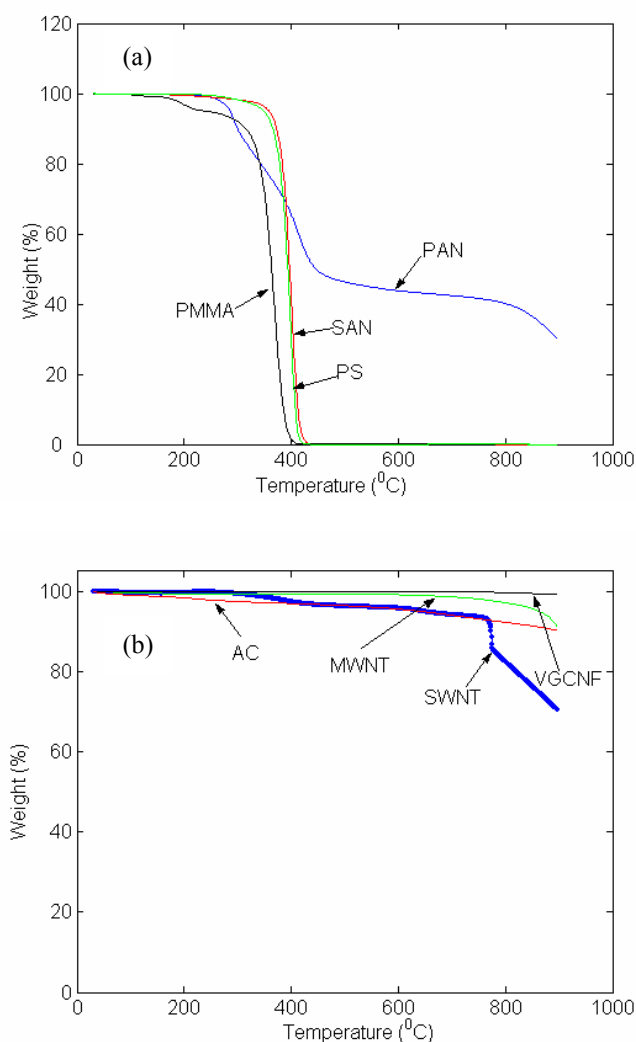 (a)
120
100
80
60
40
20
0
Weight (%)
PAN
PMMA
SAN
PS
0 200 400 600 800 1000
Temperature (⁰C)
(b)
100
80
60
40
20
0
Weight (%)
AC
MWNT
SWNT
VGCNF
0 200 400 600 800 1000
Temperature (⁰C)